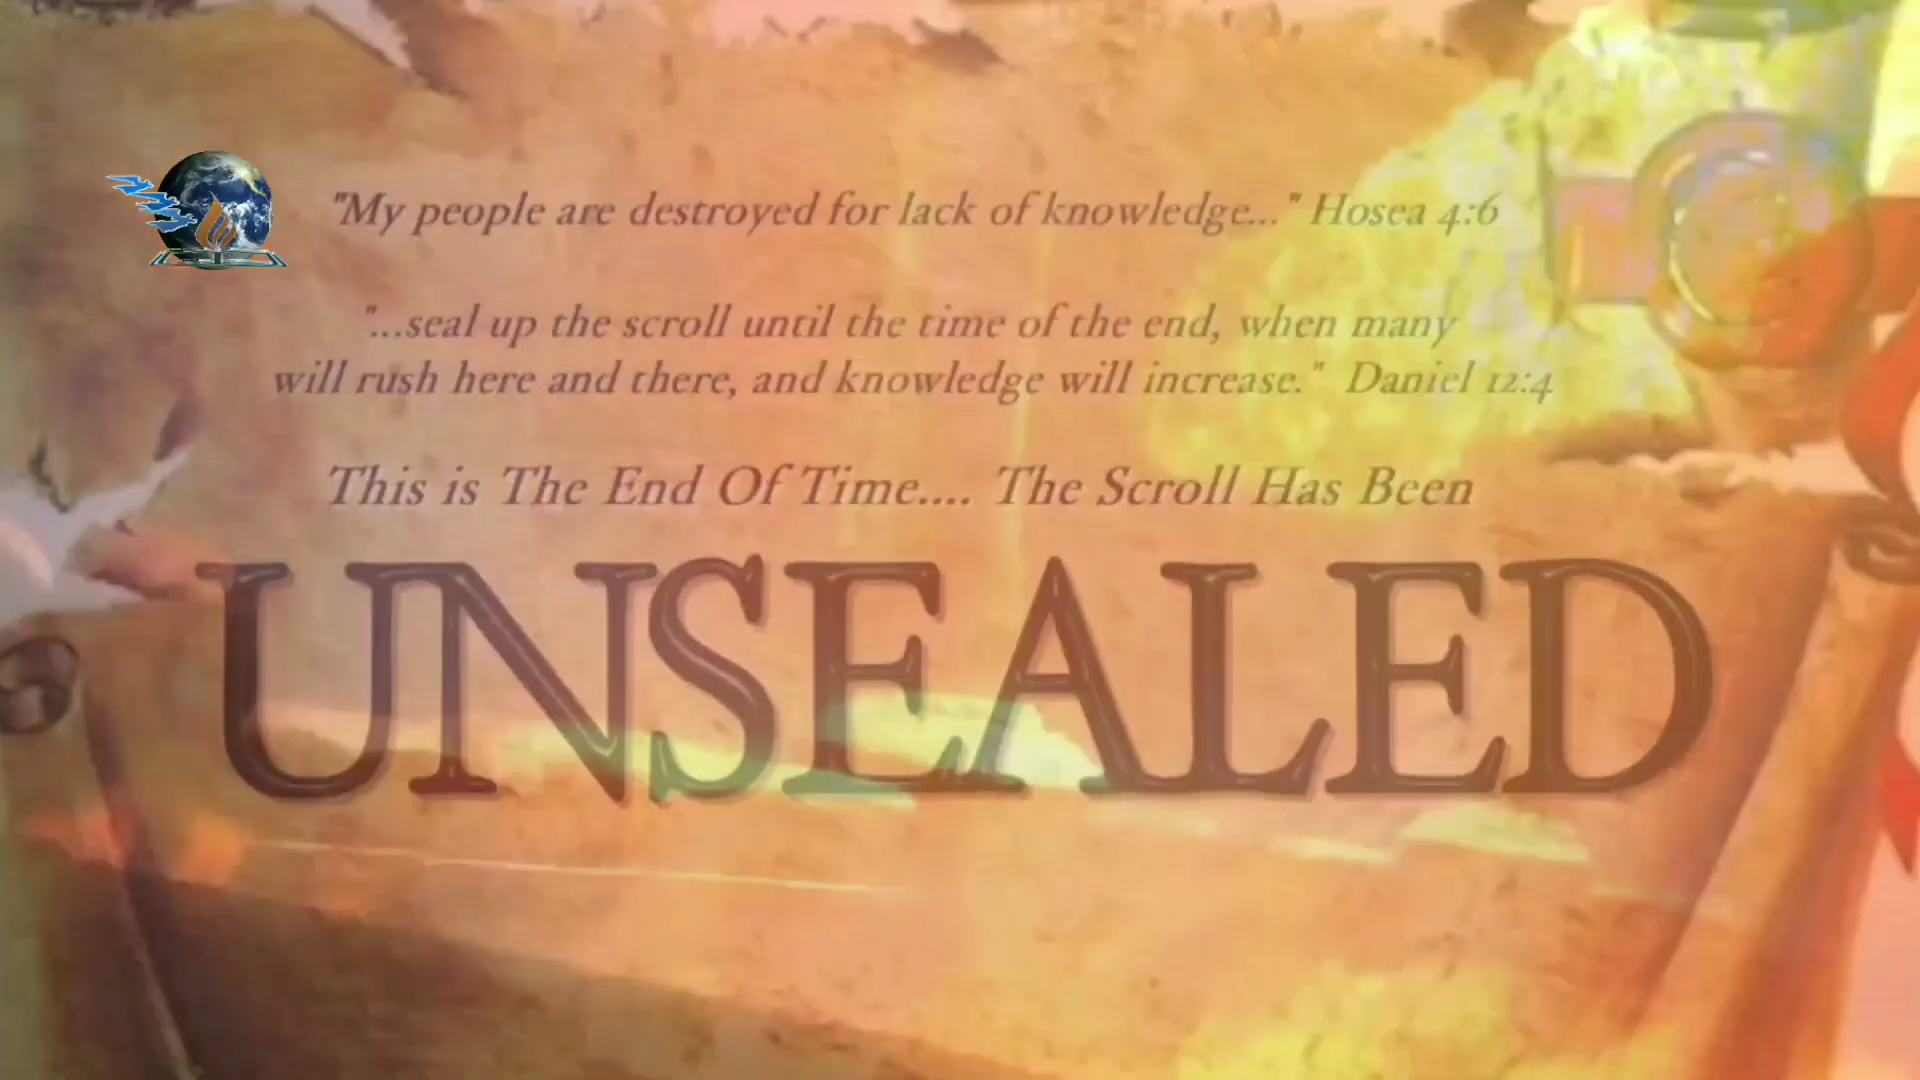 "My people are destroyed for lack of knowledge..." Hosea 4:6
"...seal up the scroll until the time of the end, when many
will rush here and there, and knowledge will increase." Daniel 12:4
This is The End Of Time.... The Scroll Has Been
UNSEALED